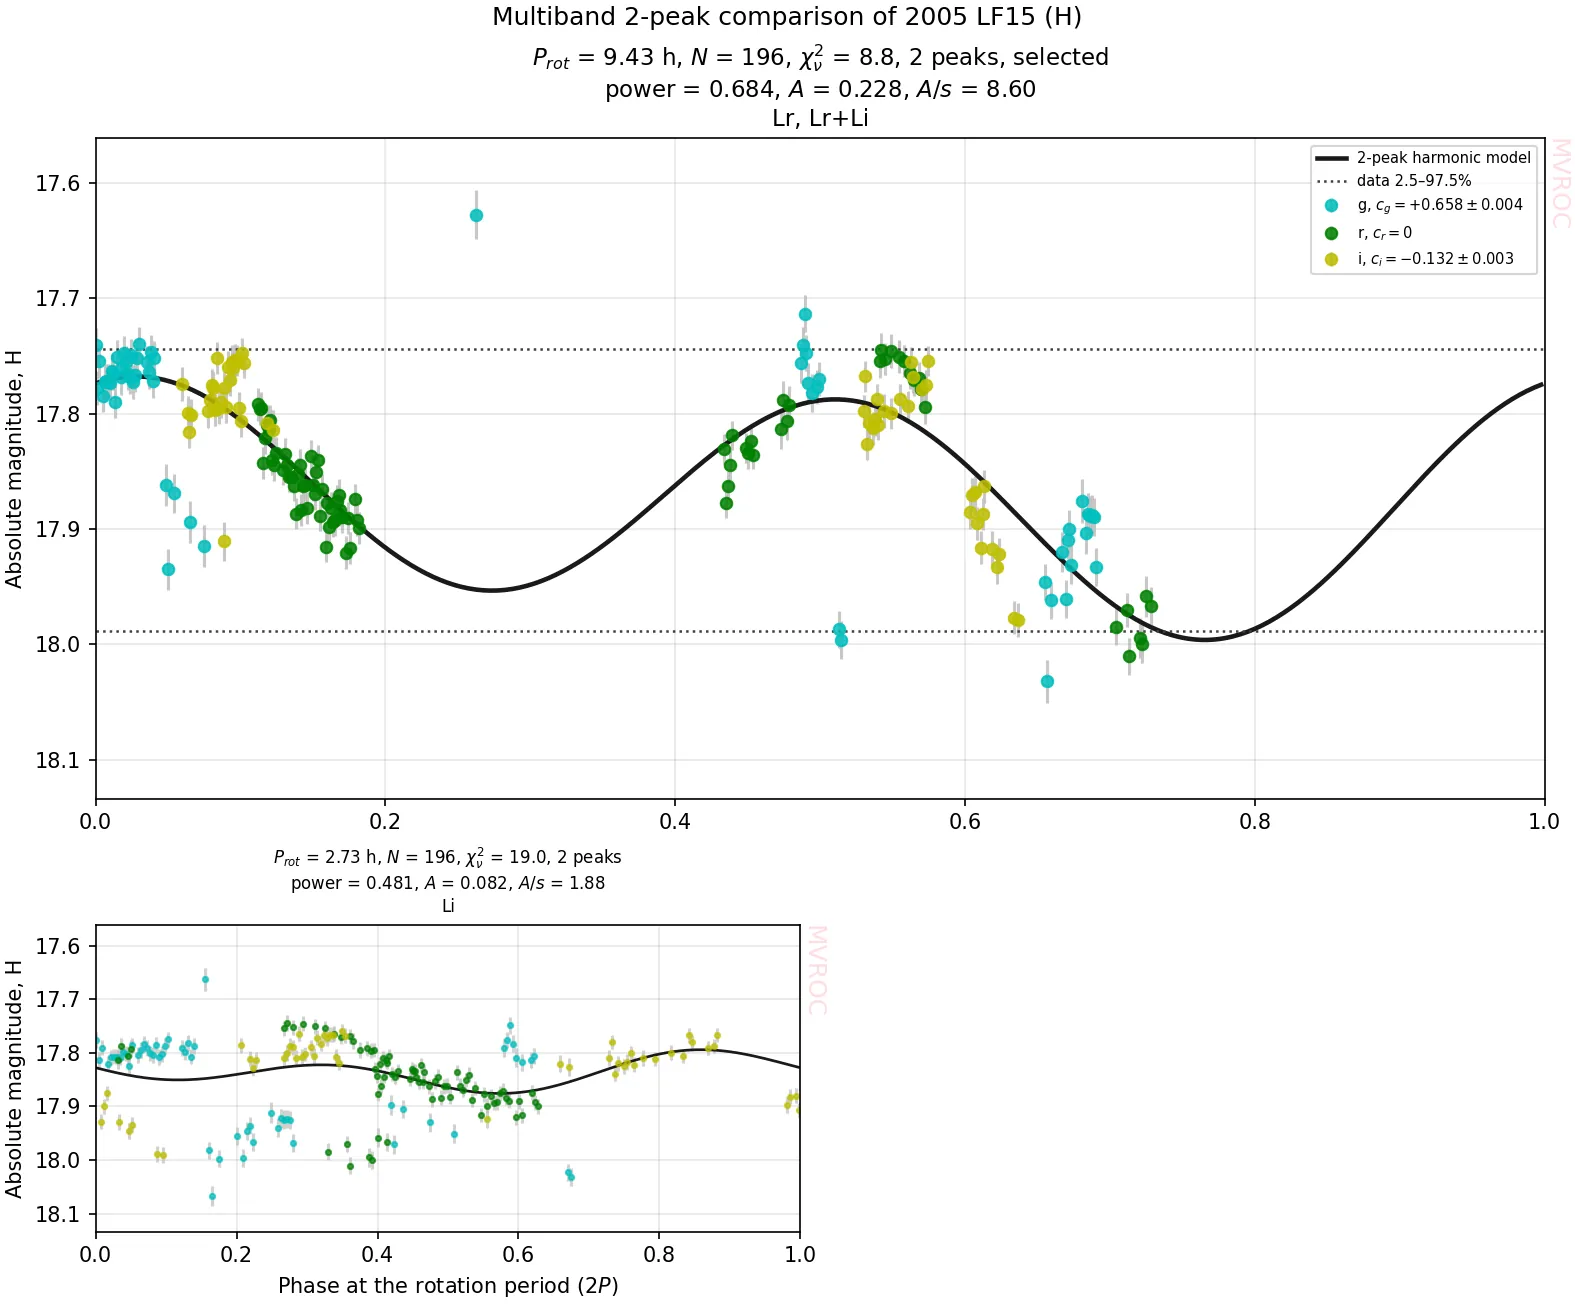 Multiband 2-peak comparison of 2005 LF15 (H)
P_rot = 9.43 h, N = 196, χ²_ν = 8.8, 2 peaks, selected
power = 0.684, A = 0.228, A/s = 8.60
Lr, Lr+Li
MVROC
2-peak harmonic model
data 2.5–97.5%
g, c_g = +0.658 ± 0.004
r, c_r = 0
i, c_i = −0.132 ± 0.003
Absolute magnitude, H
17.6
17.7
17.8
17.9
18.0
18.1
0.0 0.2 0.4 0.6 0.8 1.0
P_rot = 2.73 h, N = 196, χ²_ν = 19.0, 2 peaks
power = 0.481, A = 0.082, A/s = 1.88
Li
MVROC
Absolute magnitude, H
17.6
17.7
17.8
17.9
18.0
18.1
0.0 0.2 0.4 0.6 0.8 1.0
Phase at the rotation period (2P)